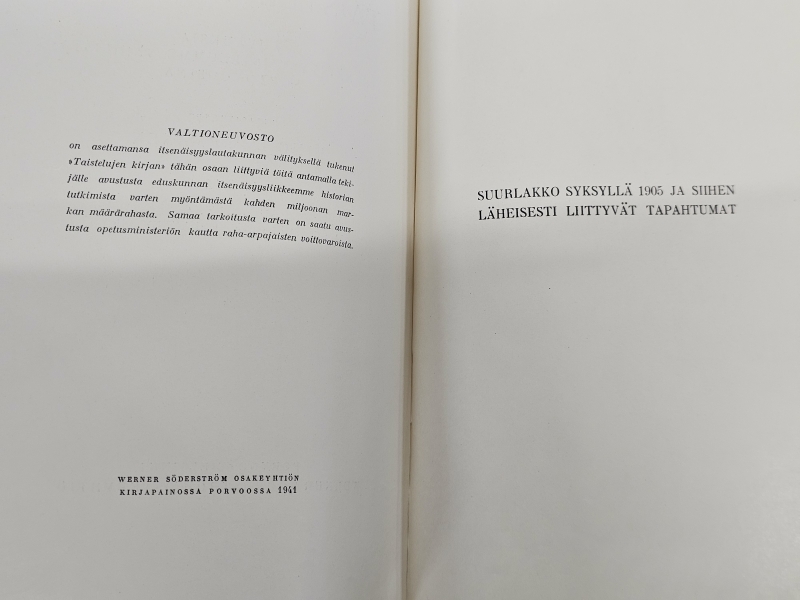 VALTIONEUVOSTO
on asettamansa itsenäisyyslautakunnan välityksellä tukenut
»Taistelujen kirjan» tähän osaan liittyviä töitä antamalla teki-
jälle avustusta eduskunnan itsenäisyysliikkeemme historian
tutkimista varten myöntämästä kahden miljoonan mar-
kan määrärahasta. Samaa tarkoitusta varten on saatu avus-
tusta opetusministeriön kautta raha-arpajaisten voittovaroista.
WERNER SÖDERSTRÖM OSAKEYHTIÖN
KIRJAPAINOSSA PORVOOSSA 1941
SUURLAKKO SYKSYLLÄ 1905 JA SIIHEN
LÄHEISESTI LIITTYVÄT TAPAHTUMAT